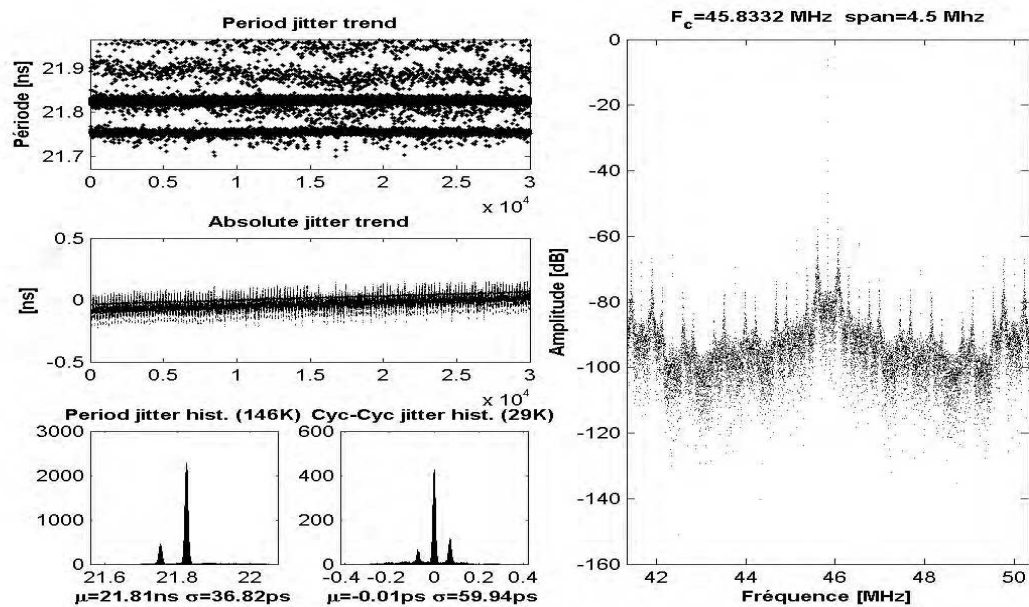 Period jitter trend
Période [ns]
21.9
21.8
21.7
0 0.5 1 1.5 2 2.5 3
x 10^4
Absolute jitter trend
[ns]
0.5
0
-0.5
0 0.5 1 1.5 2 2.5 3
x 10^4
Period jitter hist. (146K)
3000
2000
1000
0
21.6 21.8 22
μ=21.81ns σ=36.82ps
Cyc-Cyc jitter hist. (29K)
600
400
200
0
-0.4 -0.2 0 0.2 0.4
μ=-0.01ps σ=59.94ps
F_c=45.8332 MHz span=4.5 Mhz
Amplitude [dB]
0
-20
-40
-60
-80
-100
-120
-140
-160
42 44 46 48 50
Fréquence [MHz]